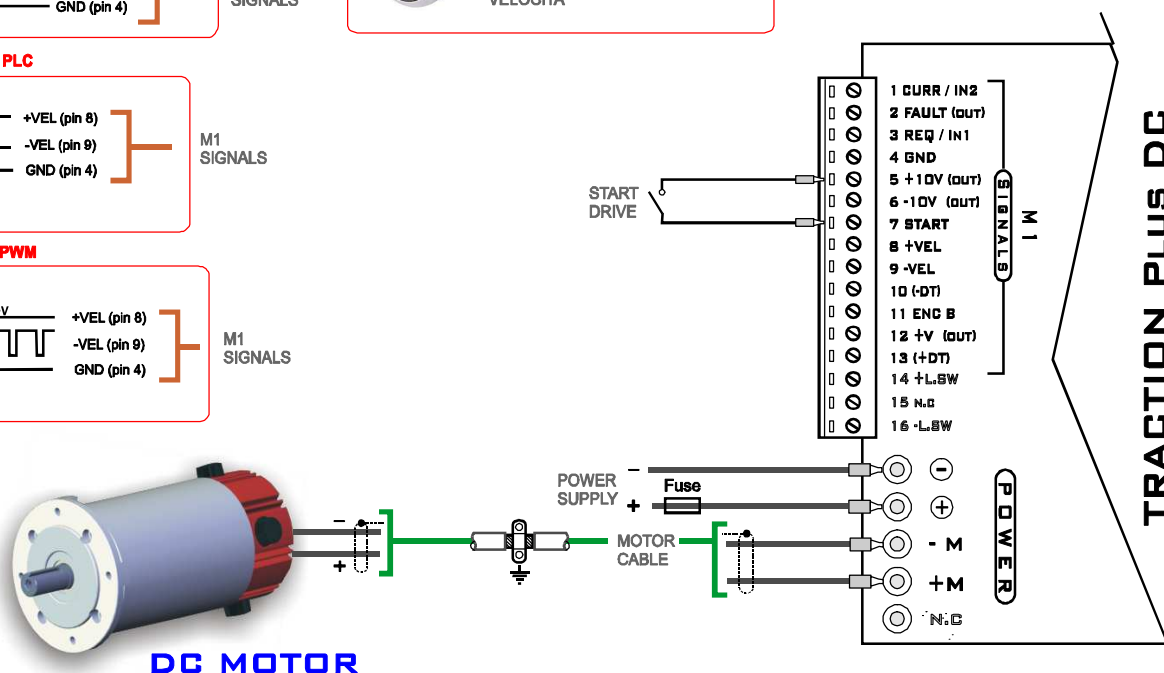 GND (pin 4)
SIGNALS
VELOCITA'
PLC
+VEL (pin 8)
-VEL (pin 9)
GND (pin 4)
M1
SIGNALS
PWM
+VEL (pin 8)
-VEL (pin 9)
GND (pin 4)
M1
SIGNALS
START
DRIVE
1 CURR / IN2
2 FAULT (OUT)
3 REQ / IN1
4 GND
5 +10V (OUT)
6 -10V (OUT)
7 START
8 +VEL
9 -VEL
10 (-DT)
11 ENC B
12 +V (OUT)
13 (+DT)
14 +L.SW
15 N.C
16 -L.SW
SIGNALS
M1
TRACTION PLUS DC
POWER
SUPPLY
−
+
Fuse
MOTOR
CABLE
−
+
-
+
- M
+M
N.C
POWER
DC MOTOR